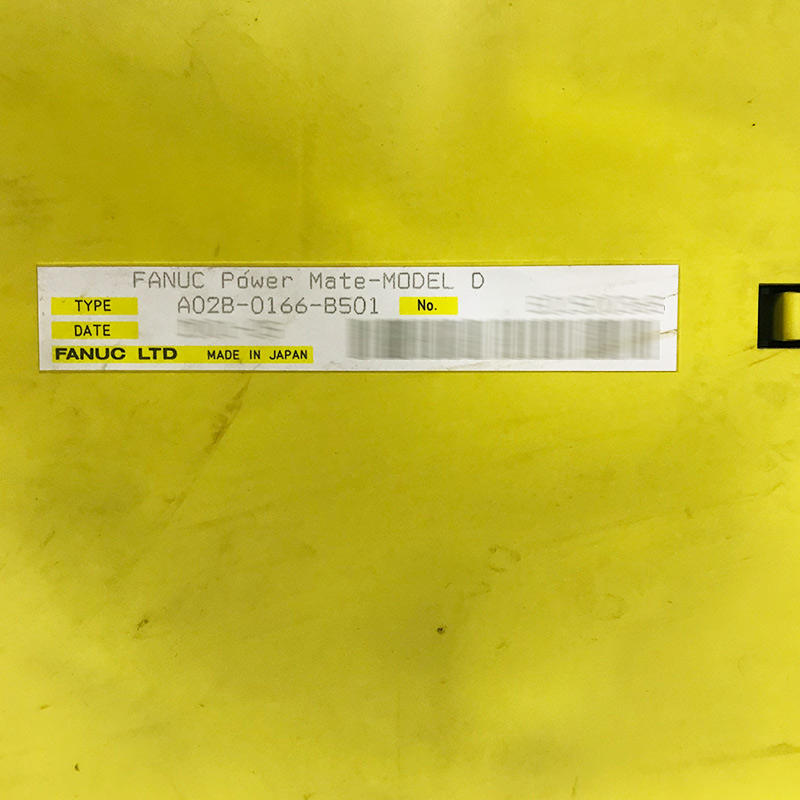 FANUC Power Mate-MODEL D
TYPE A02B-0166-B501 No.
DATE
FANUC LTD MADE IN JAPAN